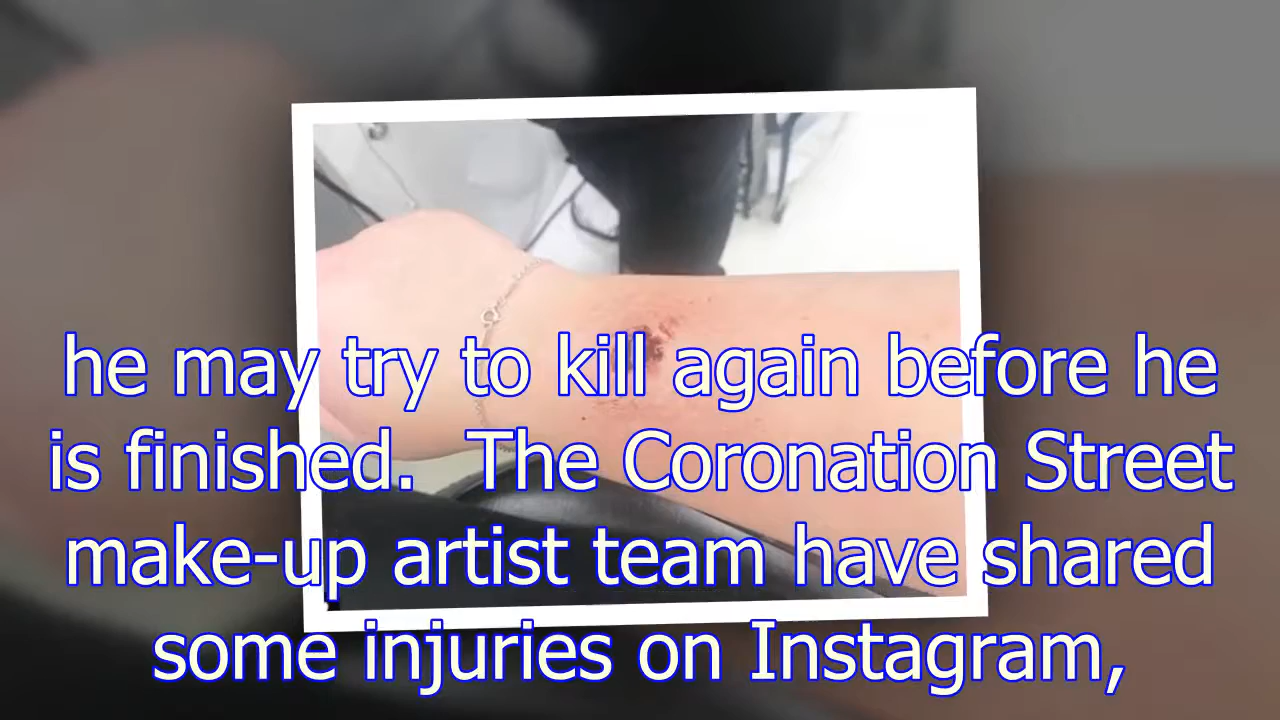 he may try to kill again before he
is finished.  The Coronation Street
make-up artist team have shared
some injuries on Instagram,